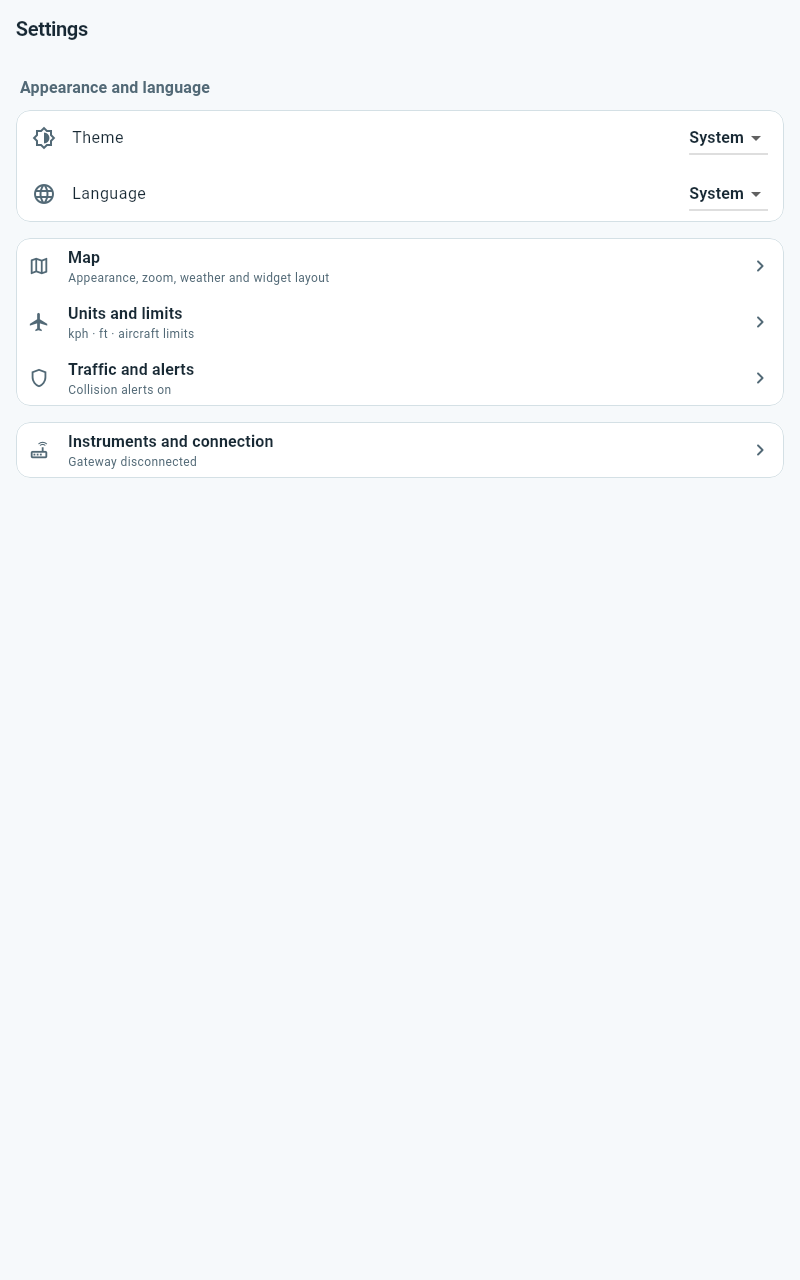 Settings
Appearance and language
Theme
System
Language
System
Map
Appearance, zoom, weather and widget layout
Units and limits
kph · ft · aircraft limits
Traffic and alerts
Collision alerts on
Instruments and connection
Gateway disconnected